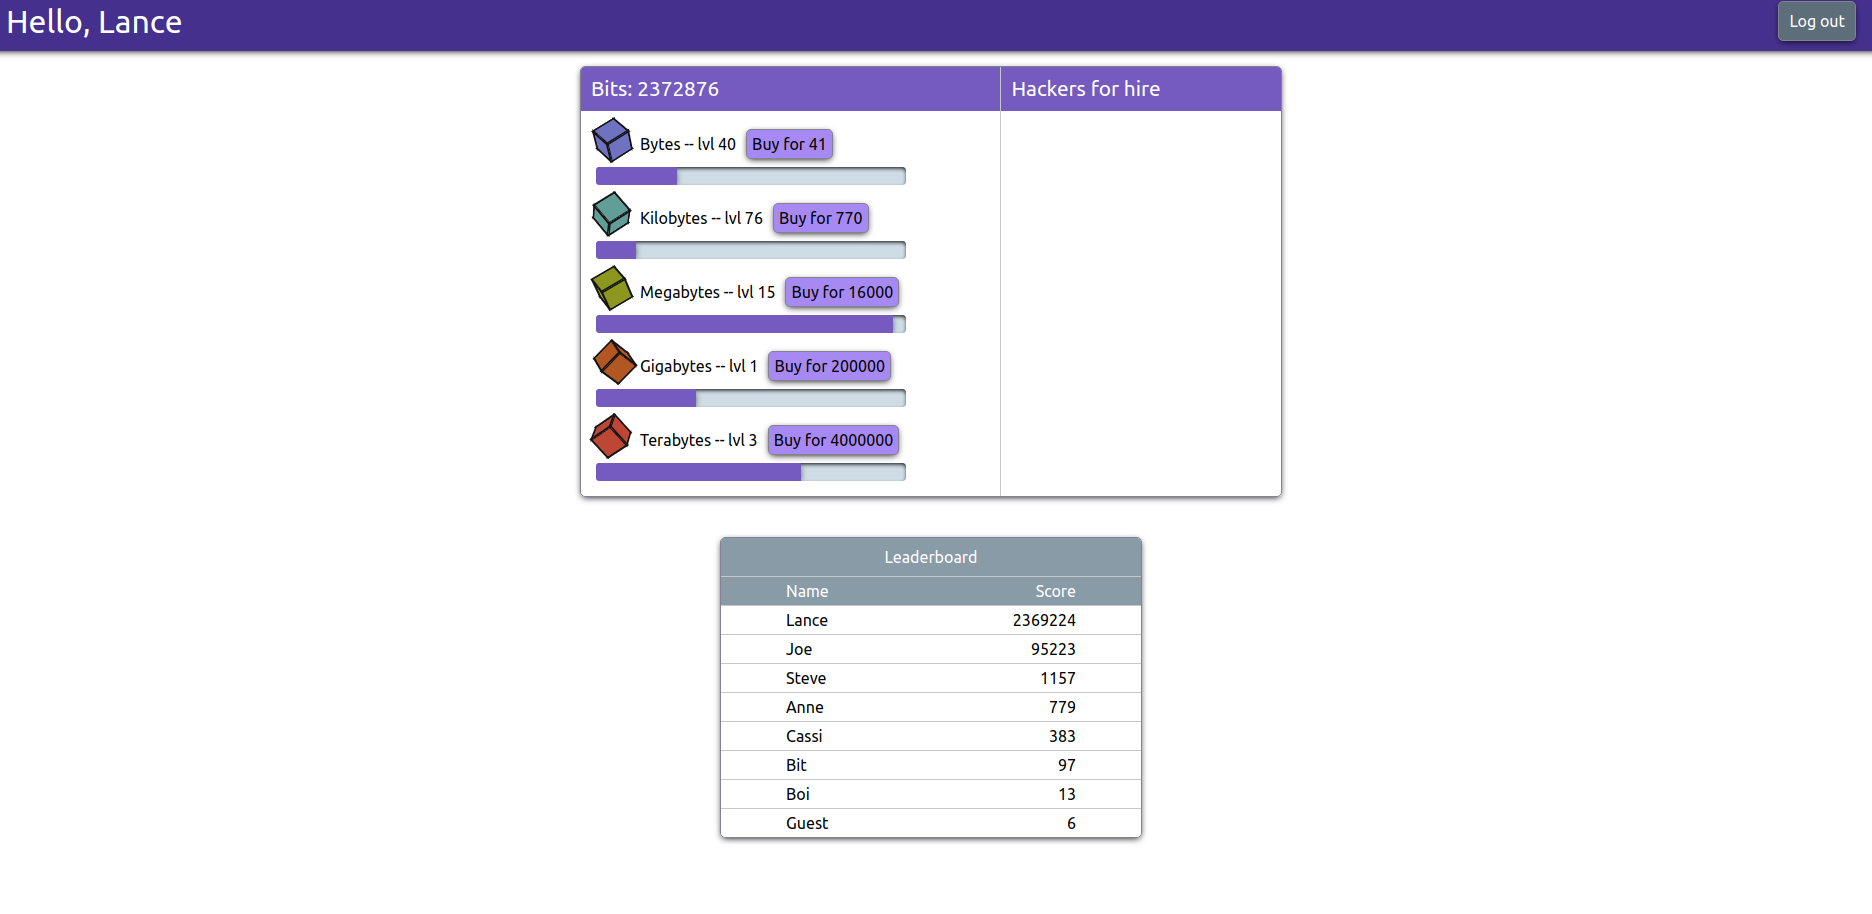 Hello, Lance
Log out
Bits: 2372876
Hackers for hire
Bytes -- lvl 40 Buy for 41
Kilobytes -- lvl 76 Buy for 770
Megabytes -- lvl 15 Buy for 16000
Gigabytes -- lvl 1 Buy for 200000
Terabytes -- lvl 3 Buy for 4000000
Leaderboard
Name Score
Lance 2369224
Joe 95223
Steve 1157
Anne 779
Cassi 383
Bit 97
Boi 13
Guest 6